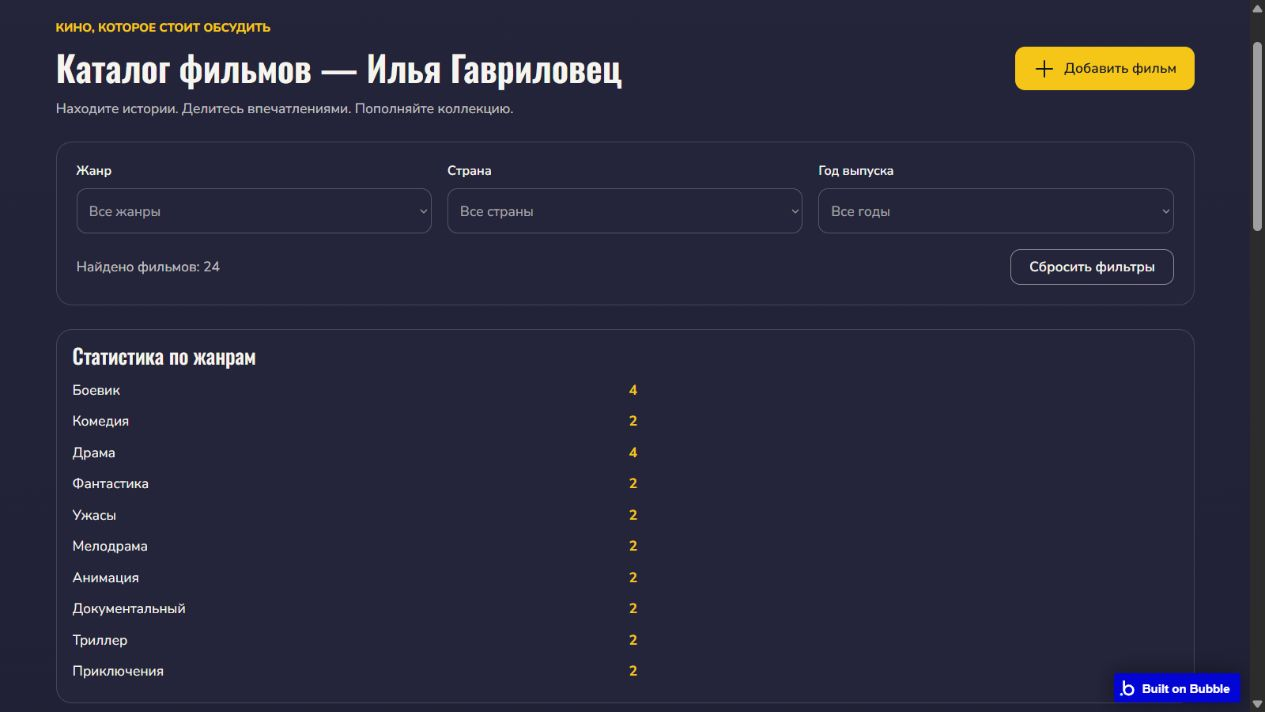 КИНО, КОТОРОЕ СТОИТ ОБСУДИТЬ
Каталог фильмов — Илья Гавриловец
Добавить фильм
Находите истории. Делитесь впечатлениями. Пополняйте коллекцию.
Жанр
Страна
Год выпуска
Все жанры
Все страны
Все годы
Найдено фильмов: 24
Сбросить фильтры
Статистика по жанрам
Боевик 4
Комедия 2
Драма 4
Фантастика 2
Ужасы 2
Мелодрама 2
Анимация 2
Документальный 2
Триллер 2
Приключения 2
Built on Bubble